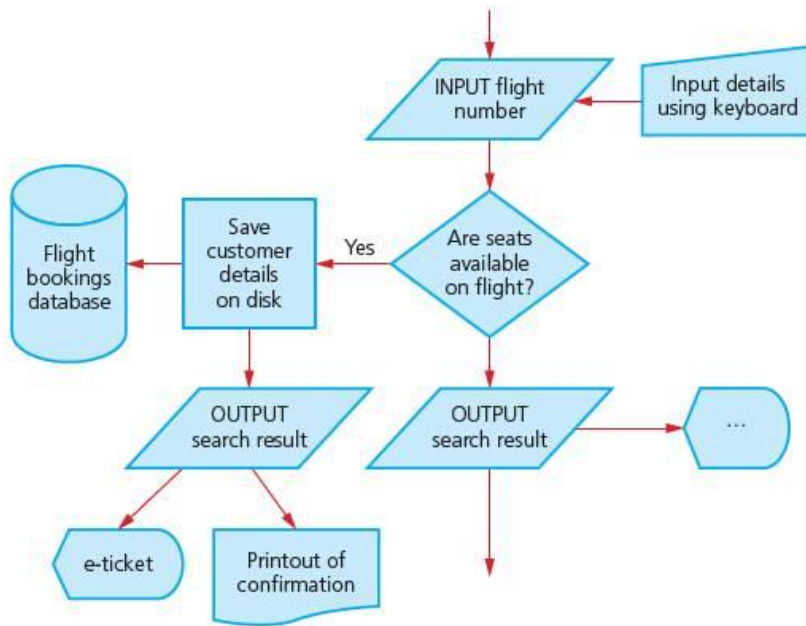 INPUT flight
number
Input details
using keyboard
Flight
bookings
database
Save
customer
details
on disk
Yes
Are seats
available
on flight?
OUTPUT
search result
OUTPUT
search result
...
e-ticket
Printout of
confirmation